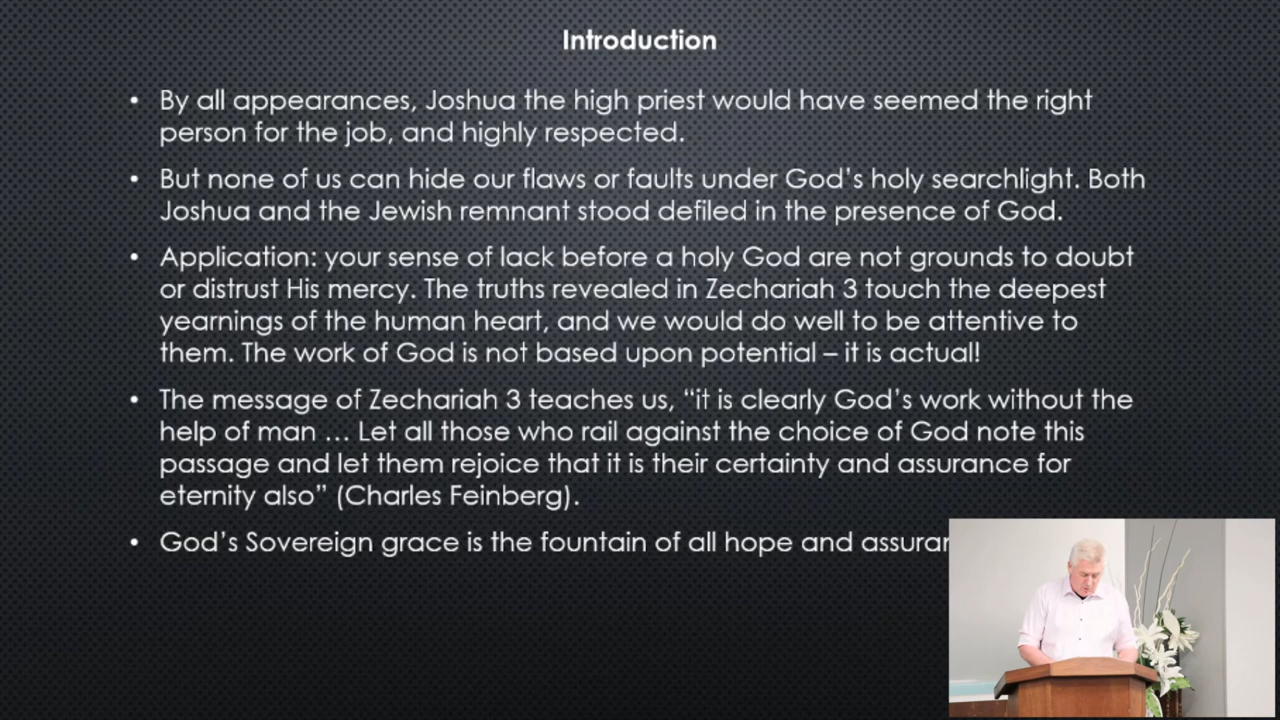 Introduction
• By all appearances, Joshua the high priest would have seemed the right
person for the job, and highly respected.
• But none of us can hide our flaws or faults under God's holy searchlight. Both
Joshua and the Jewish remnant stood defiled in the presence of God.
• Application: your sense of lack before a holy God are not grounds to doubt
or distrust His mercy. The truths revealed in Zechariah 3 touch the deepest
yearnings of the human heart, and we would do well to be attentive to
them. The work of God is not based upon potential – it is actual!
• The message of Zechariah 3 teaches us, “it is clearly God's work without the
help of man … Let all those who rail against the choice of God note this
passage and let them rejoice that it is their certainty and assurance for
eternity also” (Charles Feinberg).
• God's Sovereign grace is the fountain of all hope and